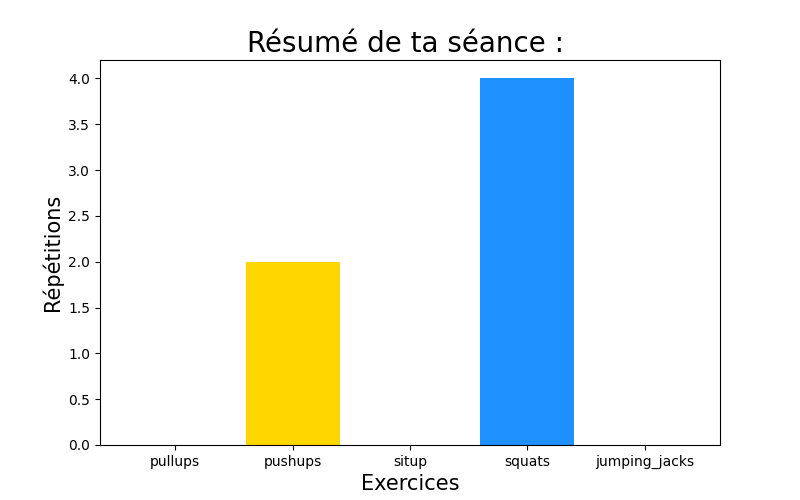 Résumé de ta séance :
Répétitions
4.0
3.5
3.0
2.5
2.0
1.5
1.0
0.5
0.0
pullups pushups situp squats jumping_jacks
Exercices